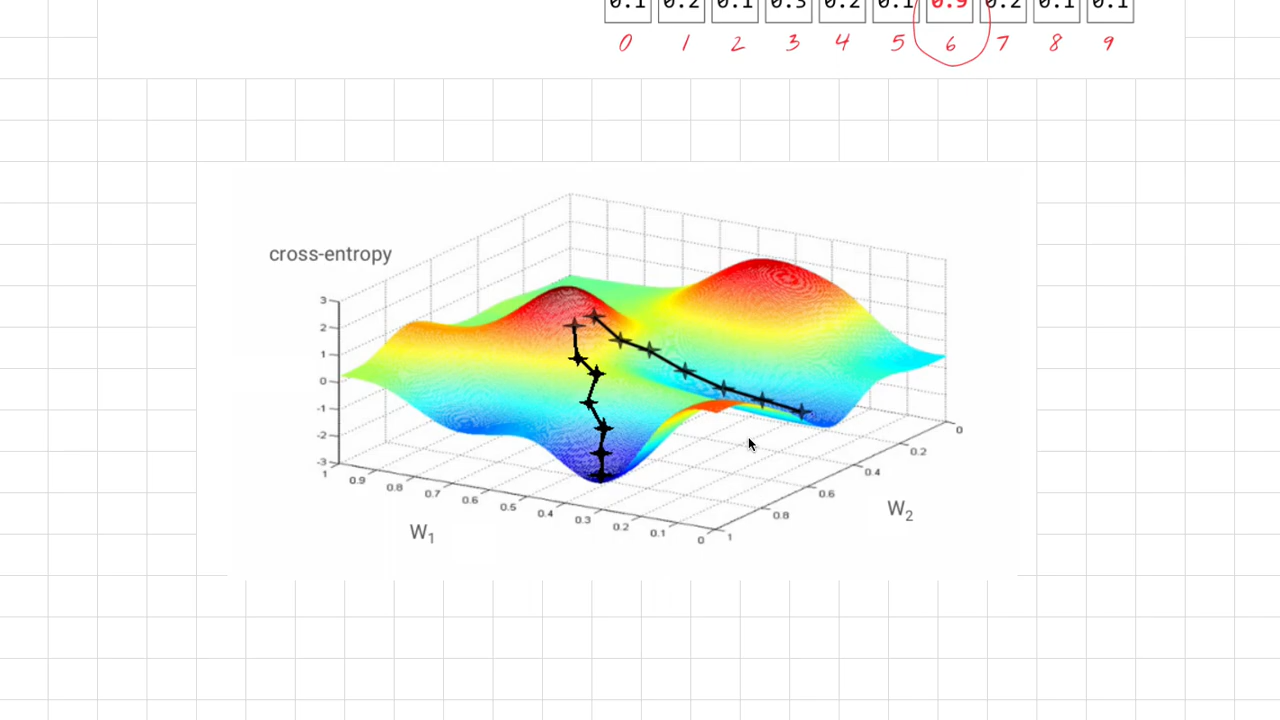 0.1 0.2 0.1 0.3 0.2 0.1 0.9 0.2 0.1 0.1
0 1 2 3 4 5 6 7 8 9
cross-entropy
3
2
1
0
-1
-2
-3
1 0.9 0.8 0.7 0.6 0.5 0.4 0.3 0.2 0.1 0
1 0.8 0.6 0.4 0.2 0
W1
W2